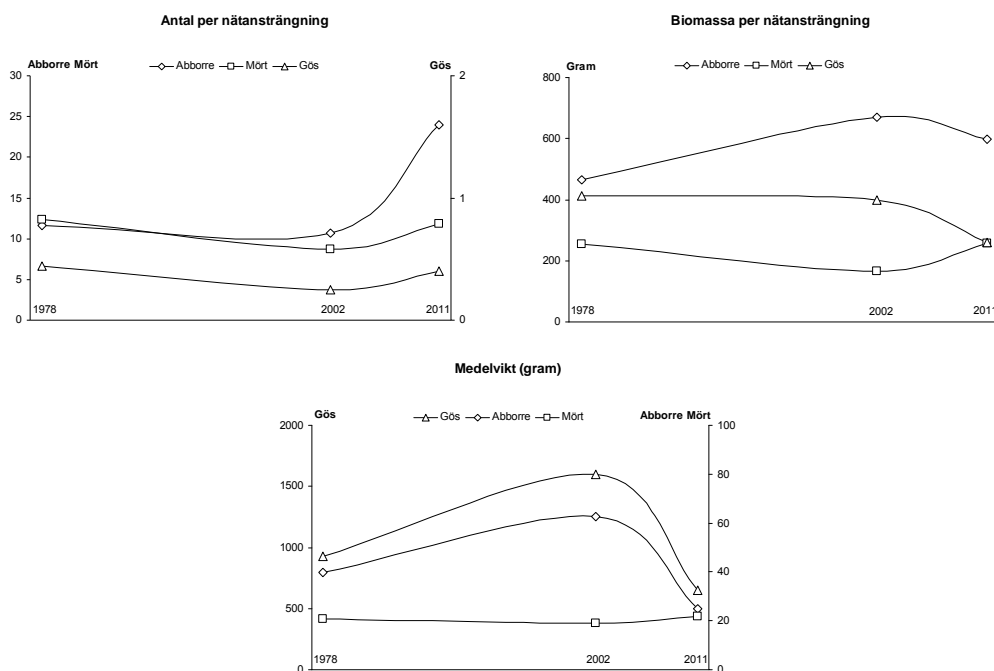 Antal per nätansträngning
Abborre Mört
Abborre Mört Gös
Gös
30
25
20
15
10
5
0
2
1
0
1978 2002 2011
Biomassa per nätansträngning
Gram
Abborre Mört Gös
800
600
400
200
0
1978 2002 2011
Medelvikt (gram)
Gös
Gös Abborre Mört
Abborre Mört
2000
1500
1000
500
0
100
80
60
40
20
0
1978 2002 2011